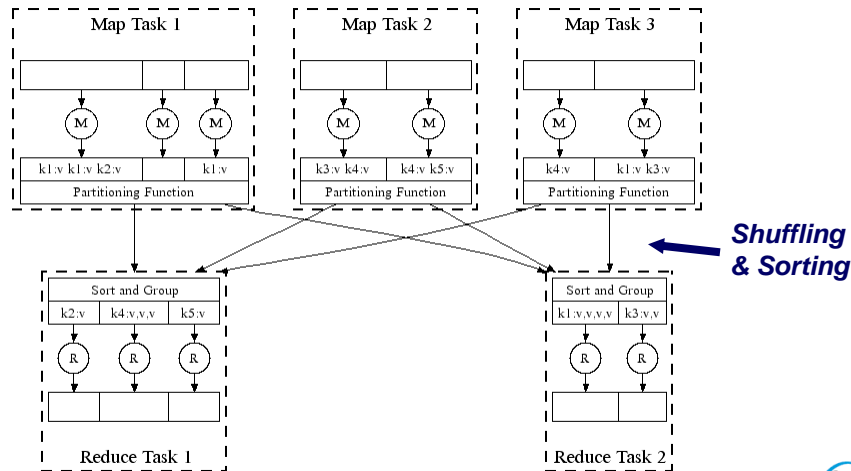 Map Task 1
Map Task 2
Map Task 3
M
M
M
M
M
M
M
k1:v k1:v k2:v
k1:v
k3:v k4:v
k4:v k5:v
k4:v
k1:v k3:v
Partitioning Function
Partitioning Function
Partitioning Function
Shuffling
& Sorting
Sort and Group
Sort and Group
k2:v
k4:v,v,v
k5:v
k1:v,v,v,v
k3:v,v
R
R
R
R
R
Reduce Task 1
Reduce Task 2